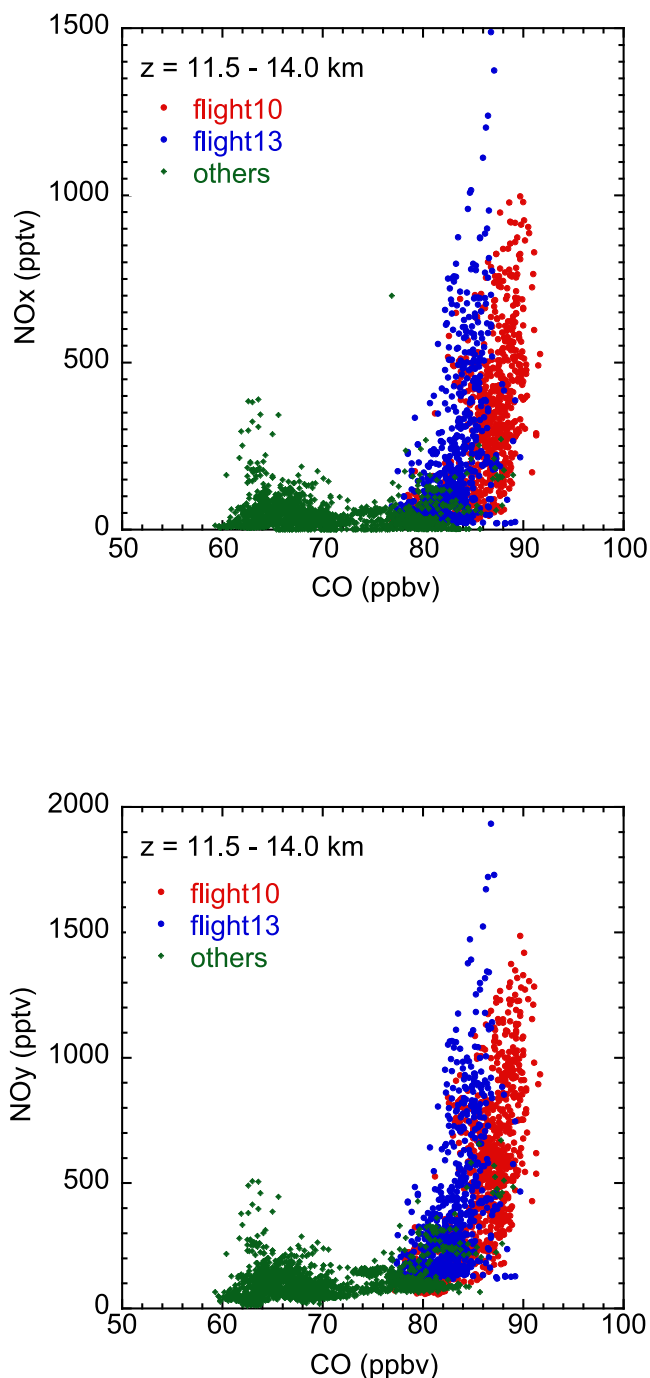 1500
z = 11.5 - 14.0 km
flight10
flight13
others
1000
NOx (pptv)
500
0
50 60 70 80 90 100
CO (ppbv)
2000
z = 11.5 - 14.0 km
flight10
flight13
others
1500
NOy (pptv)
1000
500
0
50 60 70 80 90 100
CO (ppbv)